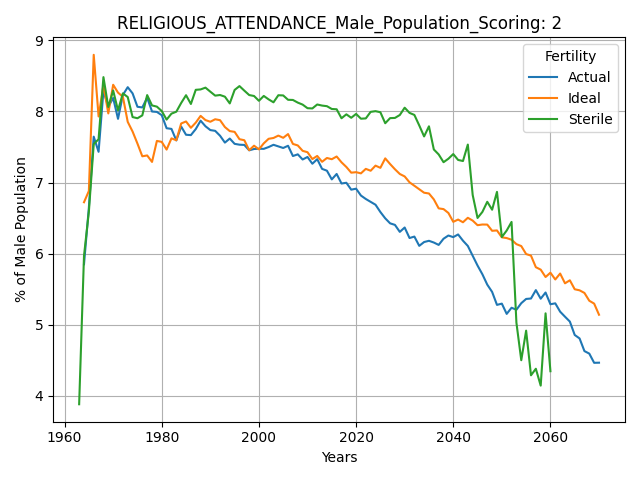 RELIGIOUS_ATTENDANCE_Male_Population_Scoring: 2
Fertility
Actual
Ideal
Sterile
% of Male Population
9
8
7
6
5
4
1960 1980 2000 2020 2040 2060
Years